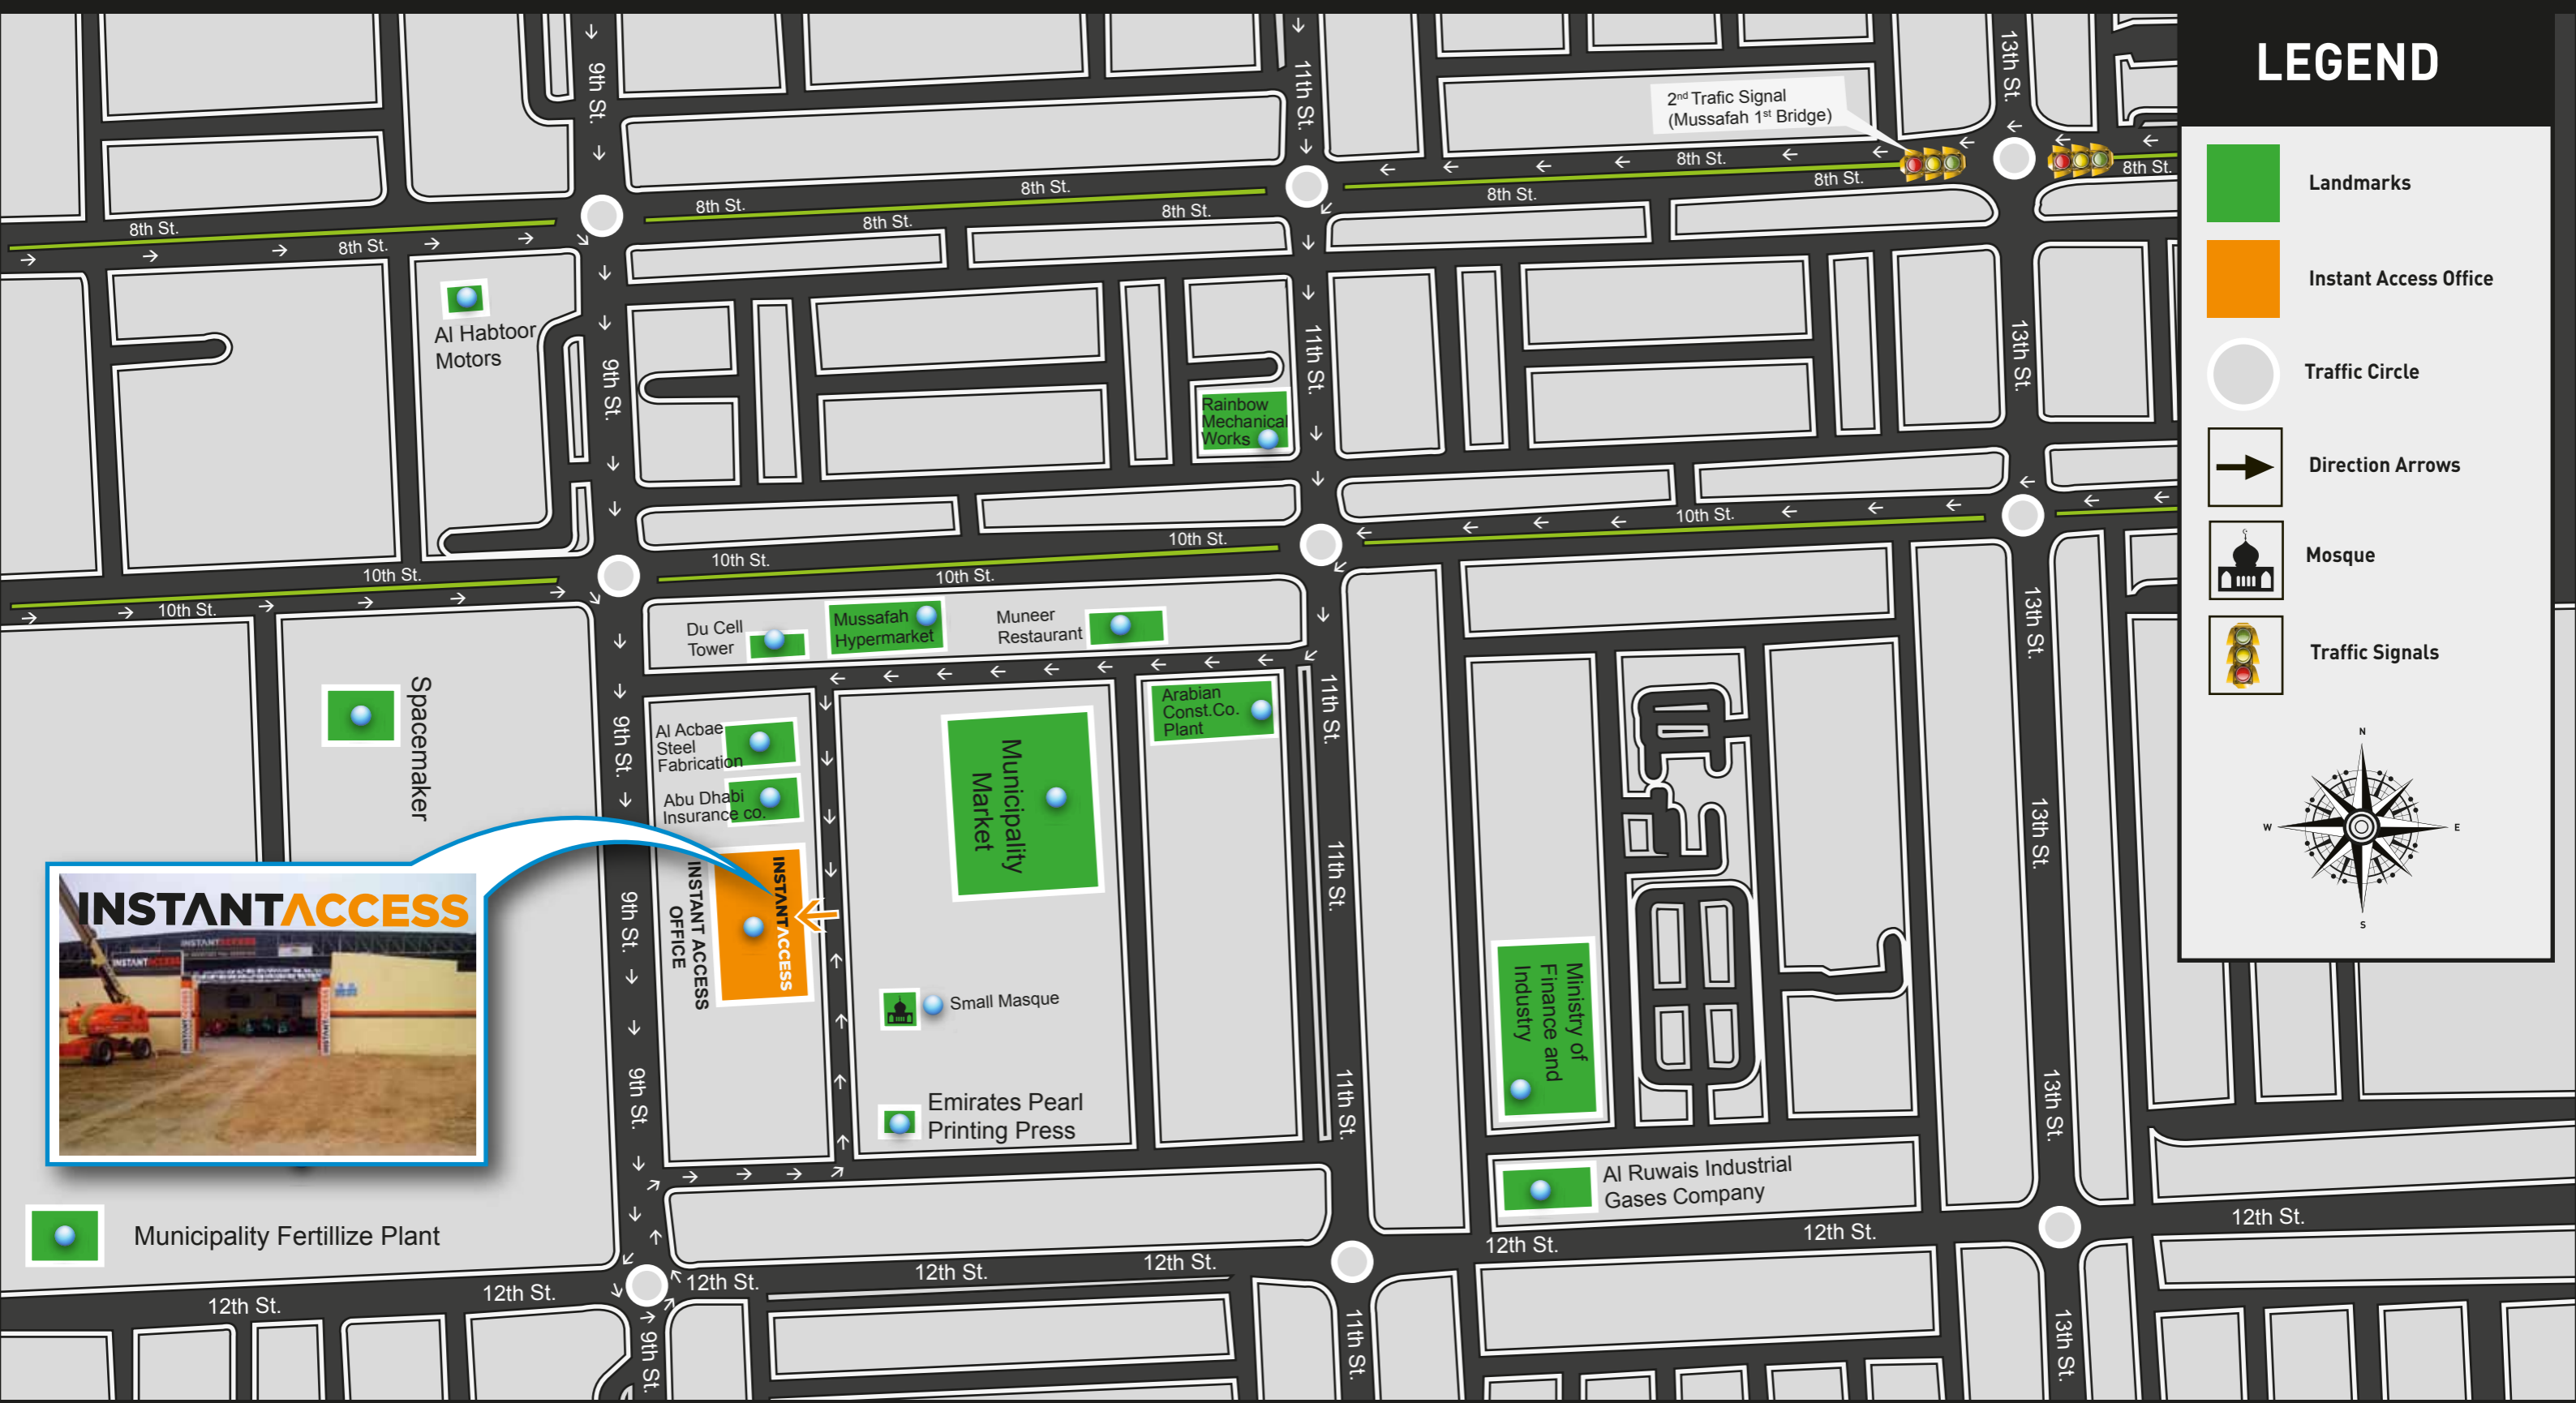 9th St.
11th St.
13th St.
2nd Trafic Signal
(Mussafah 1st Bridge)
8th St.
8th St.
8th St.
8th St.
8th St.
8th St.
8th St.
8th St.
8th St.
8th St.
Al Habtoor
Motors
9th St.
11th St.
13th St.
Rainbow
Mechanical
Works
10th St.
10th St.
10th St.
10th St.
10th St.
10th St.
Du Cell
Tower
Mussafah
Hypermarket
Muneer
Restaurant
13th St.
Spacemaker
9th St.
Al Acbae
Steel
Fabrication
Abu Dhabi
Insurance co.
Municipality
Market
Arabian
Const.Co.
Plant
11th St.
INSTANT ACCESS
OFFICE
INSTANTACCESS
INSTANTACCESS
INSTANTACCESS
INSTANTACCESS
INSTANTACCESS
INSTANTACCESS
9th St.
11th St.
13th St.
Small Masque
Ministry of
Finance and
Industry
Emirates Pearl
Printing Press
9th St.
11th St.
13th St.
Al Ruwais Industrial
Gases Company
Municipality Fertillize Plant
12th St.
12th St.
12th St.
12th St.
12th St.
12th St.
12th St.
12th St.
9th St.
11th St.
13th St.
LEGEND
Landmarks
Instant Access Office
Traffic Circle
Direction Arrows
Mosque
Traffic Signals
N
W
E
S